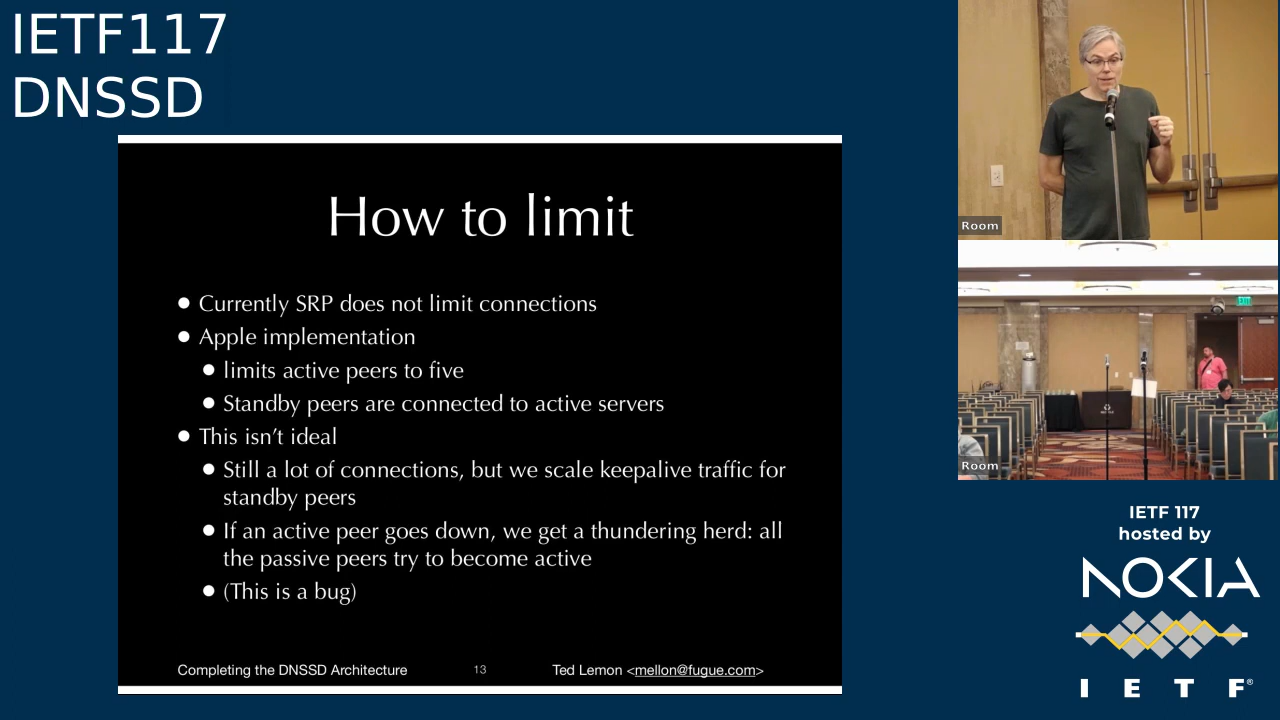 IETF117
DNSSD
How to limit
● Currently SRP does not limit connections
● Apple implementation
● limits active peers to five
● Standby peers are connected to active servers
● This isn't ideal
● Still a lot of connections, but we scale keepalive traffic for
standby peers
● If an active peer goes down, we get a thundering herd: all
the passive peers try to become active
● (This is a bug)
Completing the DNSSD Architecture 13 Ted Lemon <mellon@fugue.com>
Room
Room
IETF 117
hosted by
NOKIA
I E T F®